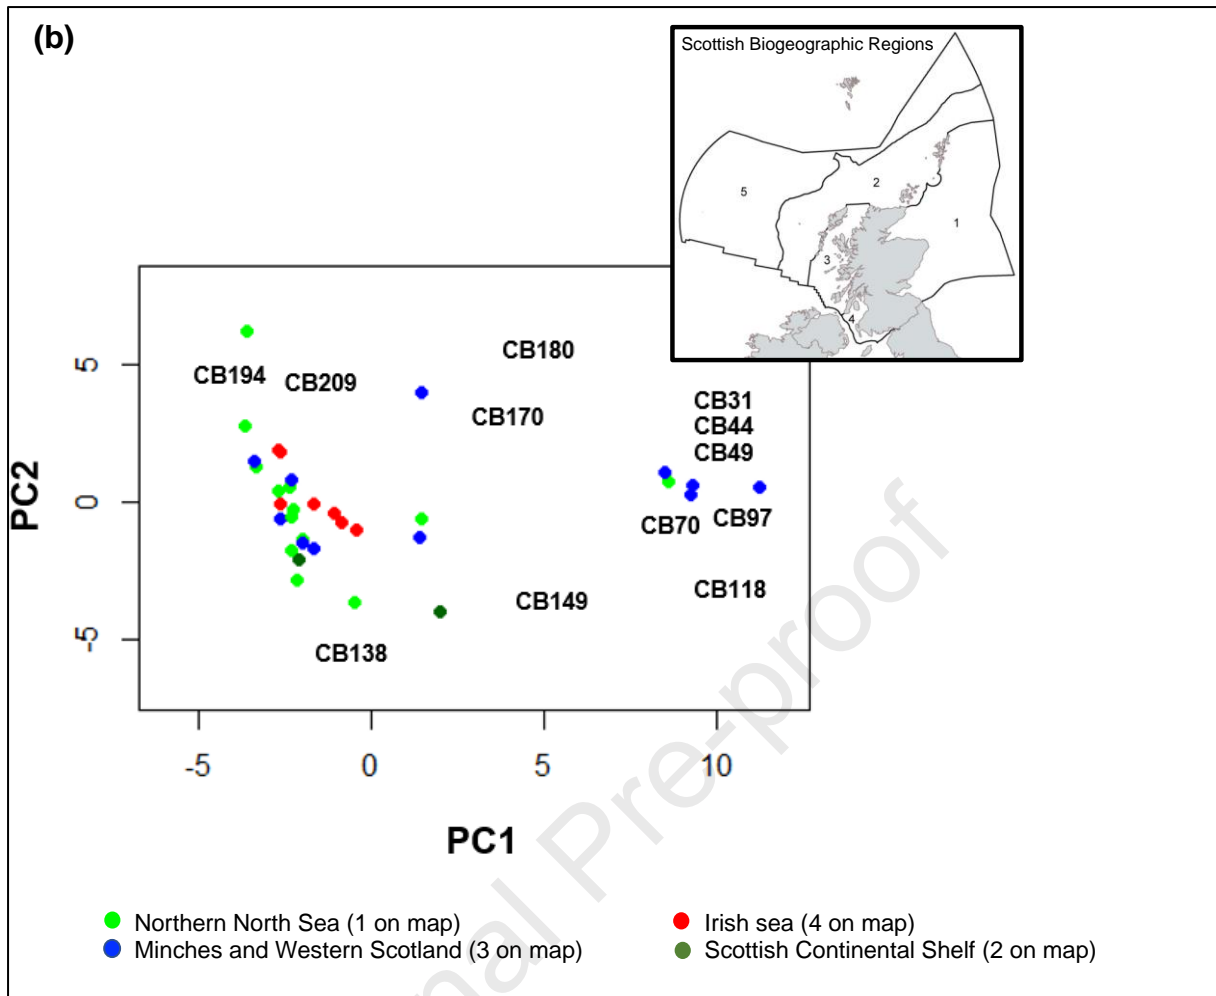 (b)
Scottish Biogeographic Regions
5
2
1
3
4
CB180
CB194
CB209
CB170
CB31
CB44
CB49
CB70
CB97
CB118
CB149
CB138
5
0
-5
PC2
-5
0
5
10
PC1
Northern North Sea (1 on map)
Irish sea (4 on map)
Minches and Western Scotland (3 on map)
Scottish Continental Shelf (2 on map)
nal Pre-proof